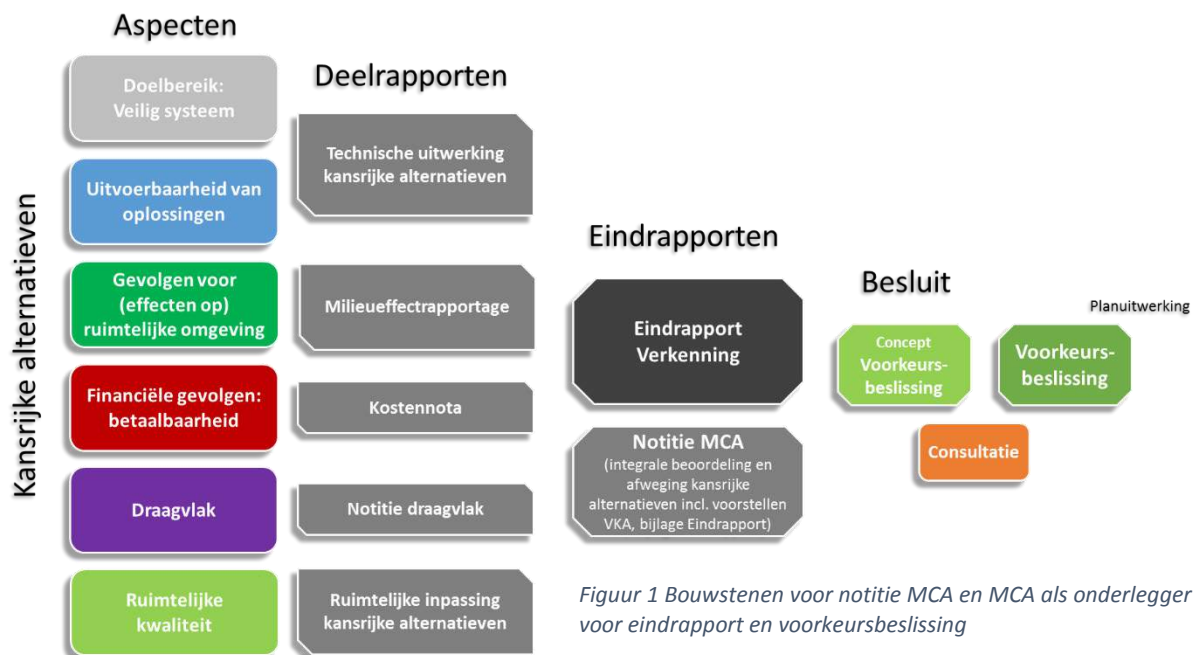 Kansrijke alternatieven
Aspecten
Doelbereik:
Veilig systeem
Uitvoerbaarheid van
oplossingen
Gevolgen voor
(effecten op)
ruimtelijke omgeving
Financiële gevolgen:
betaalbaarheid
Draagvlak
Ruimtelijke
kwaliteit
Deelrapporten
Technische uitwerking
kansrijke alternatieven
Milieueffectrapportage
Kostennota
Notitie draagvlak
Ruimtelijke inpassing
kansrijke alternatieven
Eindrapporten
Eindrapport
Verkenning
Notitie MCA
(integrale beoordeling en
afweging kansrijke
alternatieven incl. voorstellen
VKA, bijlage Eindrapport)
Besluit
Concept
Voorkeurs-
beslissing
Consultatie
Planuitwerking
Voorkeurs-
beslissing
Figuur 1 Bouwstenen voor notitie MCA en MCA als onderlegger
voor eindrapport en voorkeursbeslissing